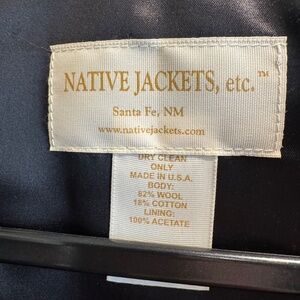 NATIVE JACKETS, etc.™
Santa Fe, NM
www.nativejackets.com
DRY CLEAN
ONLY
MADE IN U.S.A.
BODY:
82% WOOL
18% COTTON
LINING:
100% ACETATE